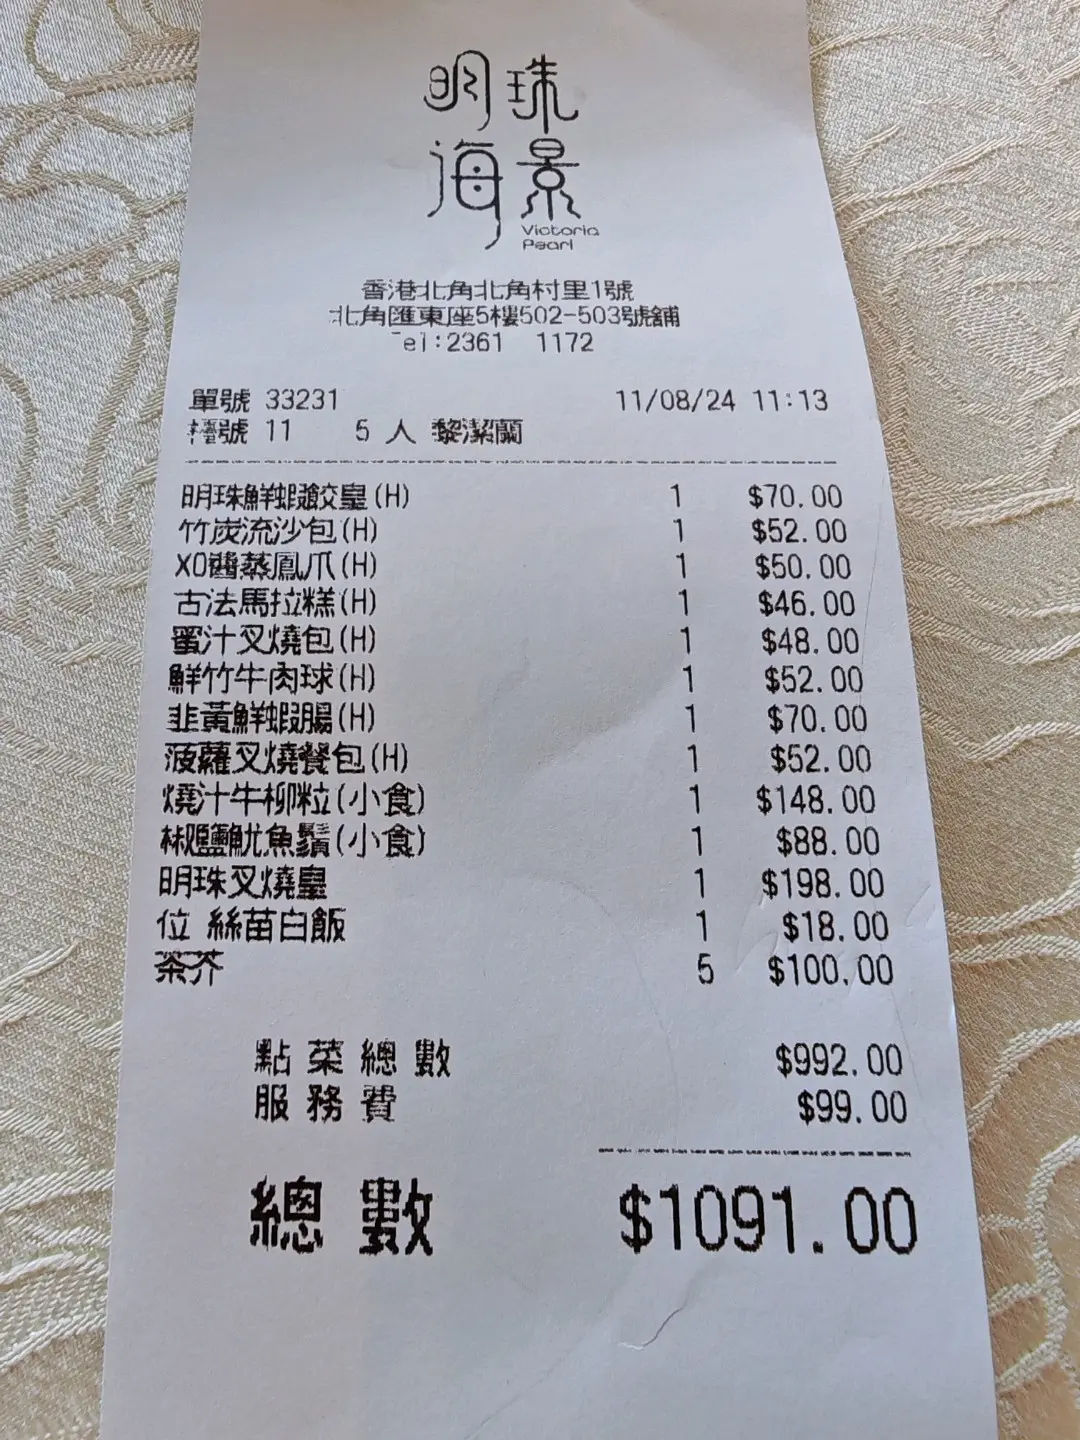 明珠
海景
Victoria
Pearl
香港北角北角村里1號
北角匯東座5樓502-503號舖
Tel:2361 1172
單號 33231 11/08/24 11:13
檯號 11 5 人 黎潔蘭
明珠鮮蝦餃皇(H) 1 $70.00
竹炭流沙包(H) 1 $52.00
XO醬蒸鳳爪(H) 1 $50.00
古法馬拉糕(H) 1 $46.00
蜜汁叉燒包(H) 1 $48.00
鮮竹牛肉球(H) 1 $52.00
韭黃鮮蝦腸(H) 1 $70.00
菠蘿叉燒餐包(H) 1 $52.00
燒汁牛柳粒(小食) 1 $148.00
椒鹽魷魚鬚(小食) 1 $88.00
明珠叉燒皇 1 $198.00
位 絲苗白飯 1 $18.00
茶芥 5 $100.00
點菜總數 $992.00
服務費 $99.00
總數 $1091.00